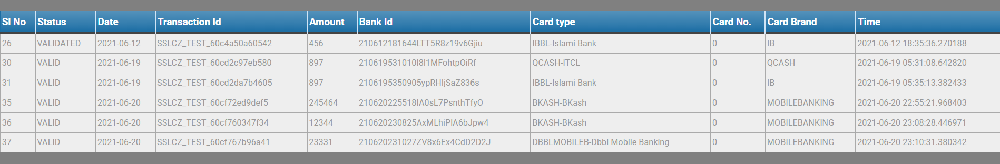 Sl No Status Date Transaction Id Amount Bank Id Card type Card No. Card Brand Time
26 VALIDATED 2021-06-12 SSLCZ_TEST_60c4a50a60542 456 210612181644LTT5R8z19v6Gjiu IBBL-Islami Bank 0 IB 2021-06-12 18:35:36.270188
30 VALID 2021-06-19 SSLCZ_TEST_60cd2c97eb580 897 210619531010I8I1MFohtpOiRf QCASH-ITCL 0 QCASH 2021-06-19 05:31:08.642820
31 VALID 2021-06-19 SSLCZ_TEST_60cd2da7b4605 897 2106195350905ypRHljSaZ836s IBBL-Islami Bank 0 IB 2021-06-19 05:35:13.382433
35 VALID 2021-06-20 SSLCZ_TEST_60cf72ed9def5 245464 210620225518IA0sL7PsnthTfyO BKASH-BKash 0 MOBILEBANKING 2021-06-20 22:55:21.968403
36 VALID 2021-06-20 SSLCZ_TEST_60cf760347f34 12344 210620230825AxMLhiPIA6bJpw4 BKASH-BKash 0 MOBILEBANKING 2021-06-20 23:08:28.446971
37 VALID 2021-06-20 SSLCZ_TEST_60cf767b96a41 23331 210620231027ZV8x6Ex4CdD2D2J DBBLMOBILEB-Dbbl Mobile Banking 0 MOBILEBANKING 2021-06-20 23:10:31.380342